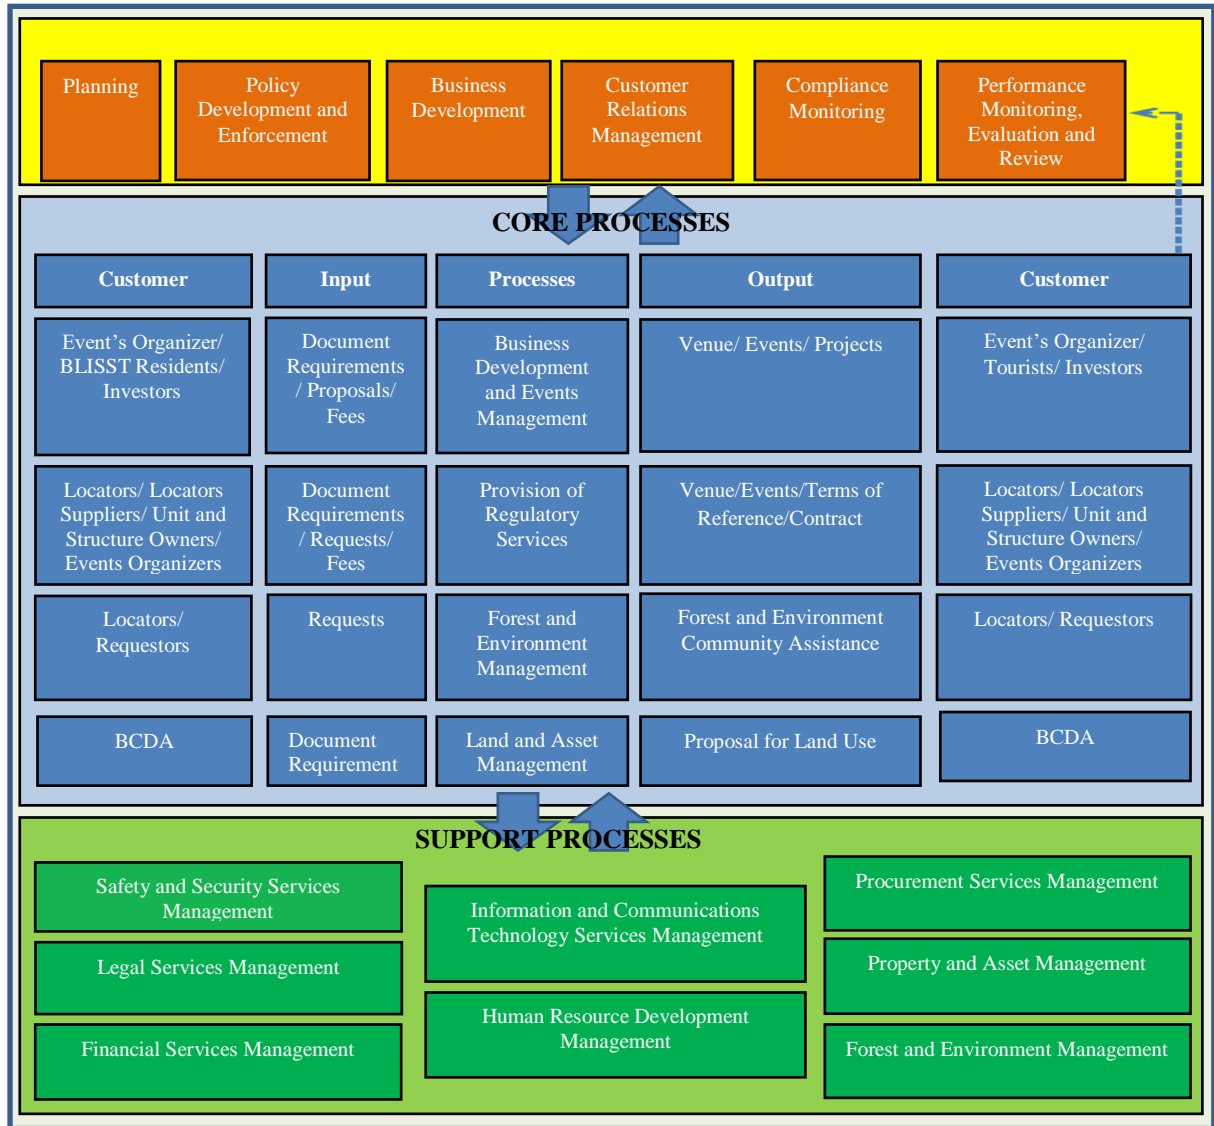 Planning
Policy
Development and
Enforcement
Business
Development
Customer
Relations
Management
Compliance
Monitoring
Performance
Monitoring,
Evaluation and
Review
CORE PROCESSES
Customer
Input
Processes
Output
Customer
Event’s Organizer/
BLISST Residents/
Investors
Document
Requirements
/ Proposals/
Fees
Business
Development
and Events
Management
Venue/ Events/ Projects
Event’s Organizer/
Tourists/ Investors
Locators/ Locators
Suppliers/ Unit and
Structure Owners/
Events Organizers
Document
Requirements
/ Requests/
Fees
Provision of
Regulatory
Services
Venue/Events/Terms of
Reference/Contract
Locators/ Locators
Suppliers/ Unit and
Structure Owners/
Events Organizers
Locators/
Requestors
Requests
Forest and
Environment
Management
Forest and Environment
Community Assistance
Locators/ Requestors
BCDA
Document
Requirement
Land and Asset
Management
Proposal for Land Use
BCDA
SUPPORT PROCESSES
Safety and Security Services
Management
Legal Services Management
Financial Services Management
Information and Communications
Technology Services Management
Human Resource Development
Management
Procurement Services Management
Property and Asset Management
Forest and Environment Management